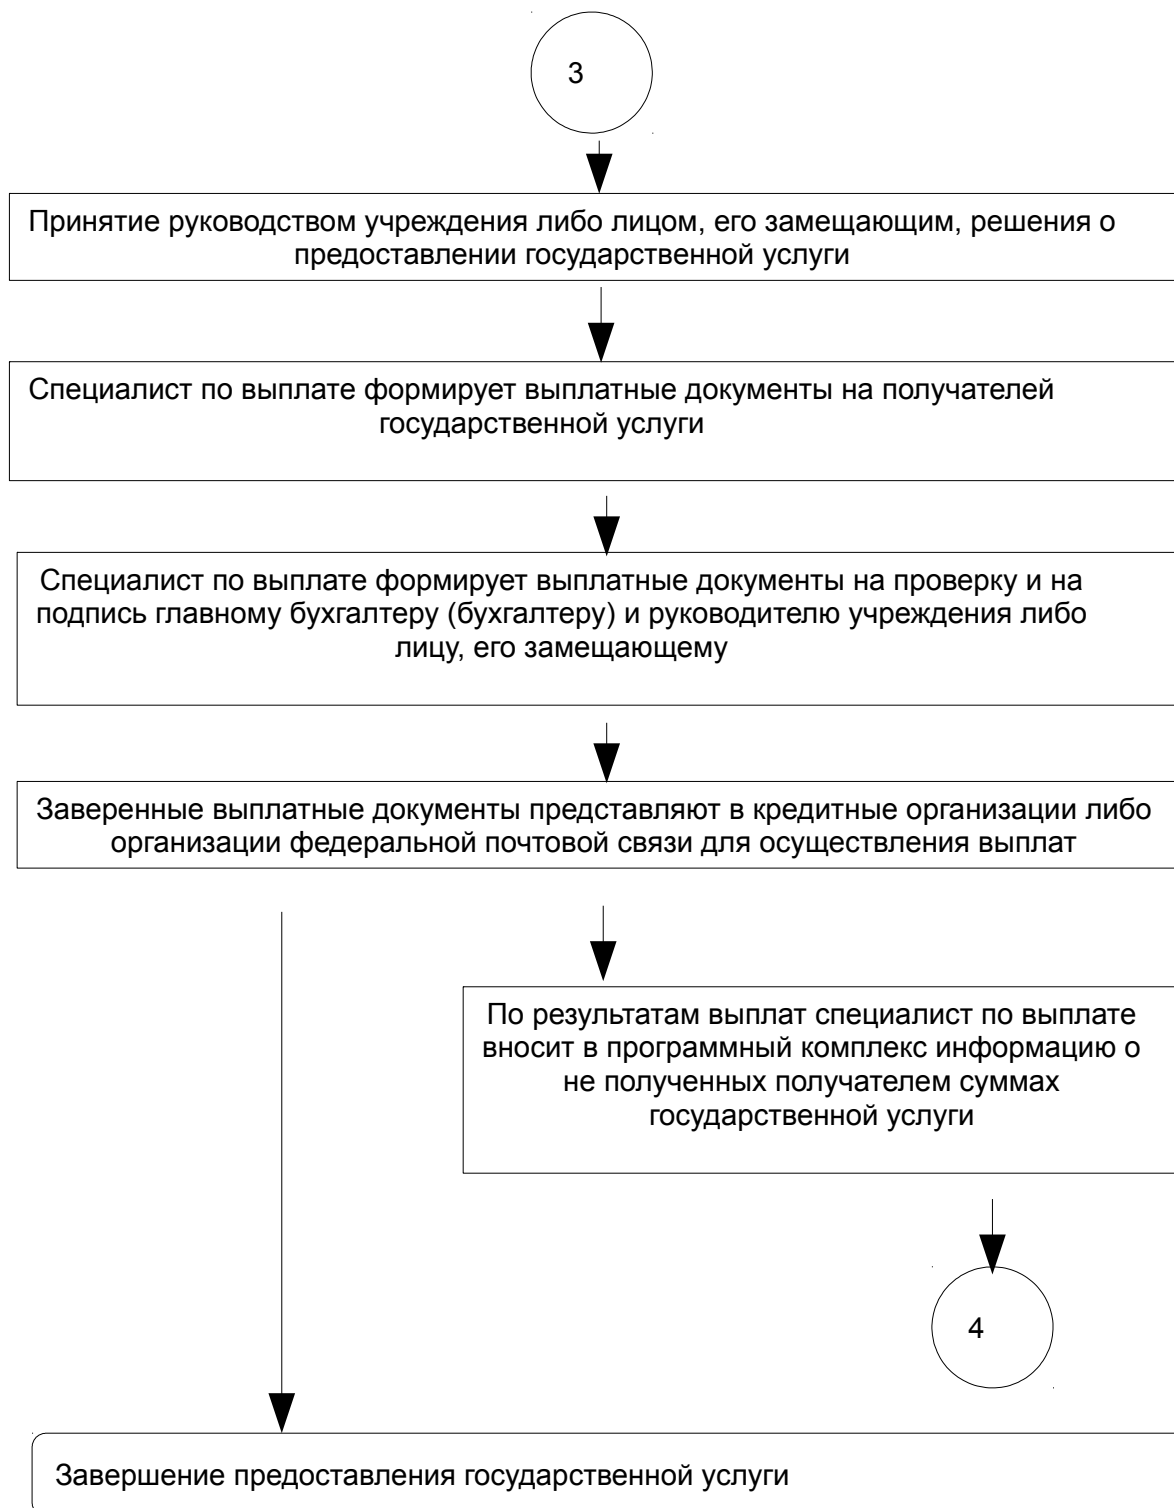 3
Принятие руководством учреждения либо лицом, его замещающим, решения о
предоставлении государственной услуги
Специалист по выплате формирует выплатные документы на получателей
государственной услуги
Специалист по выплате формирует выплатные документы на проверку и на
подпись главному бухгалтеру (бухгалтеру) и руководителю учреждения либо
лицу, его замещающему
Заверенные выплатные документы представляют в кредитные организации либо
организации федеральной почтовой связи для осуществления выплат
По результатам выплат специалист по выплате
вносит в программный комплекс информацию о
не полученных получателем суммах
государственной услуги
4
Завершение предоставления государственной услуги